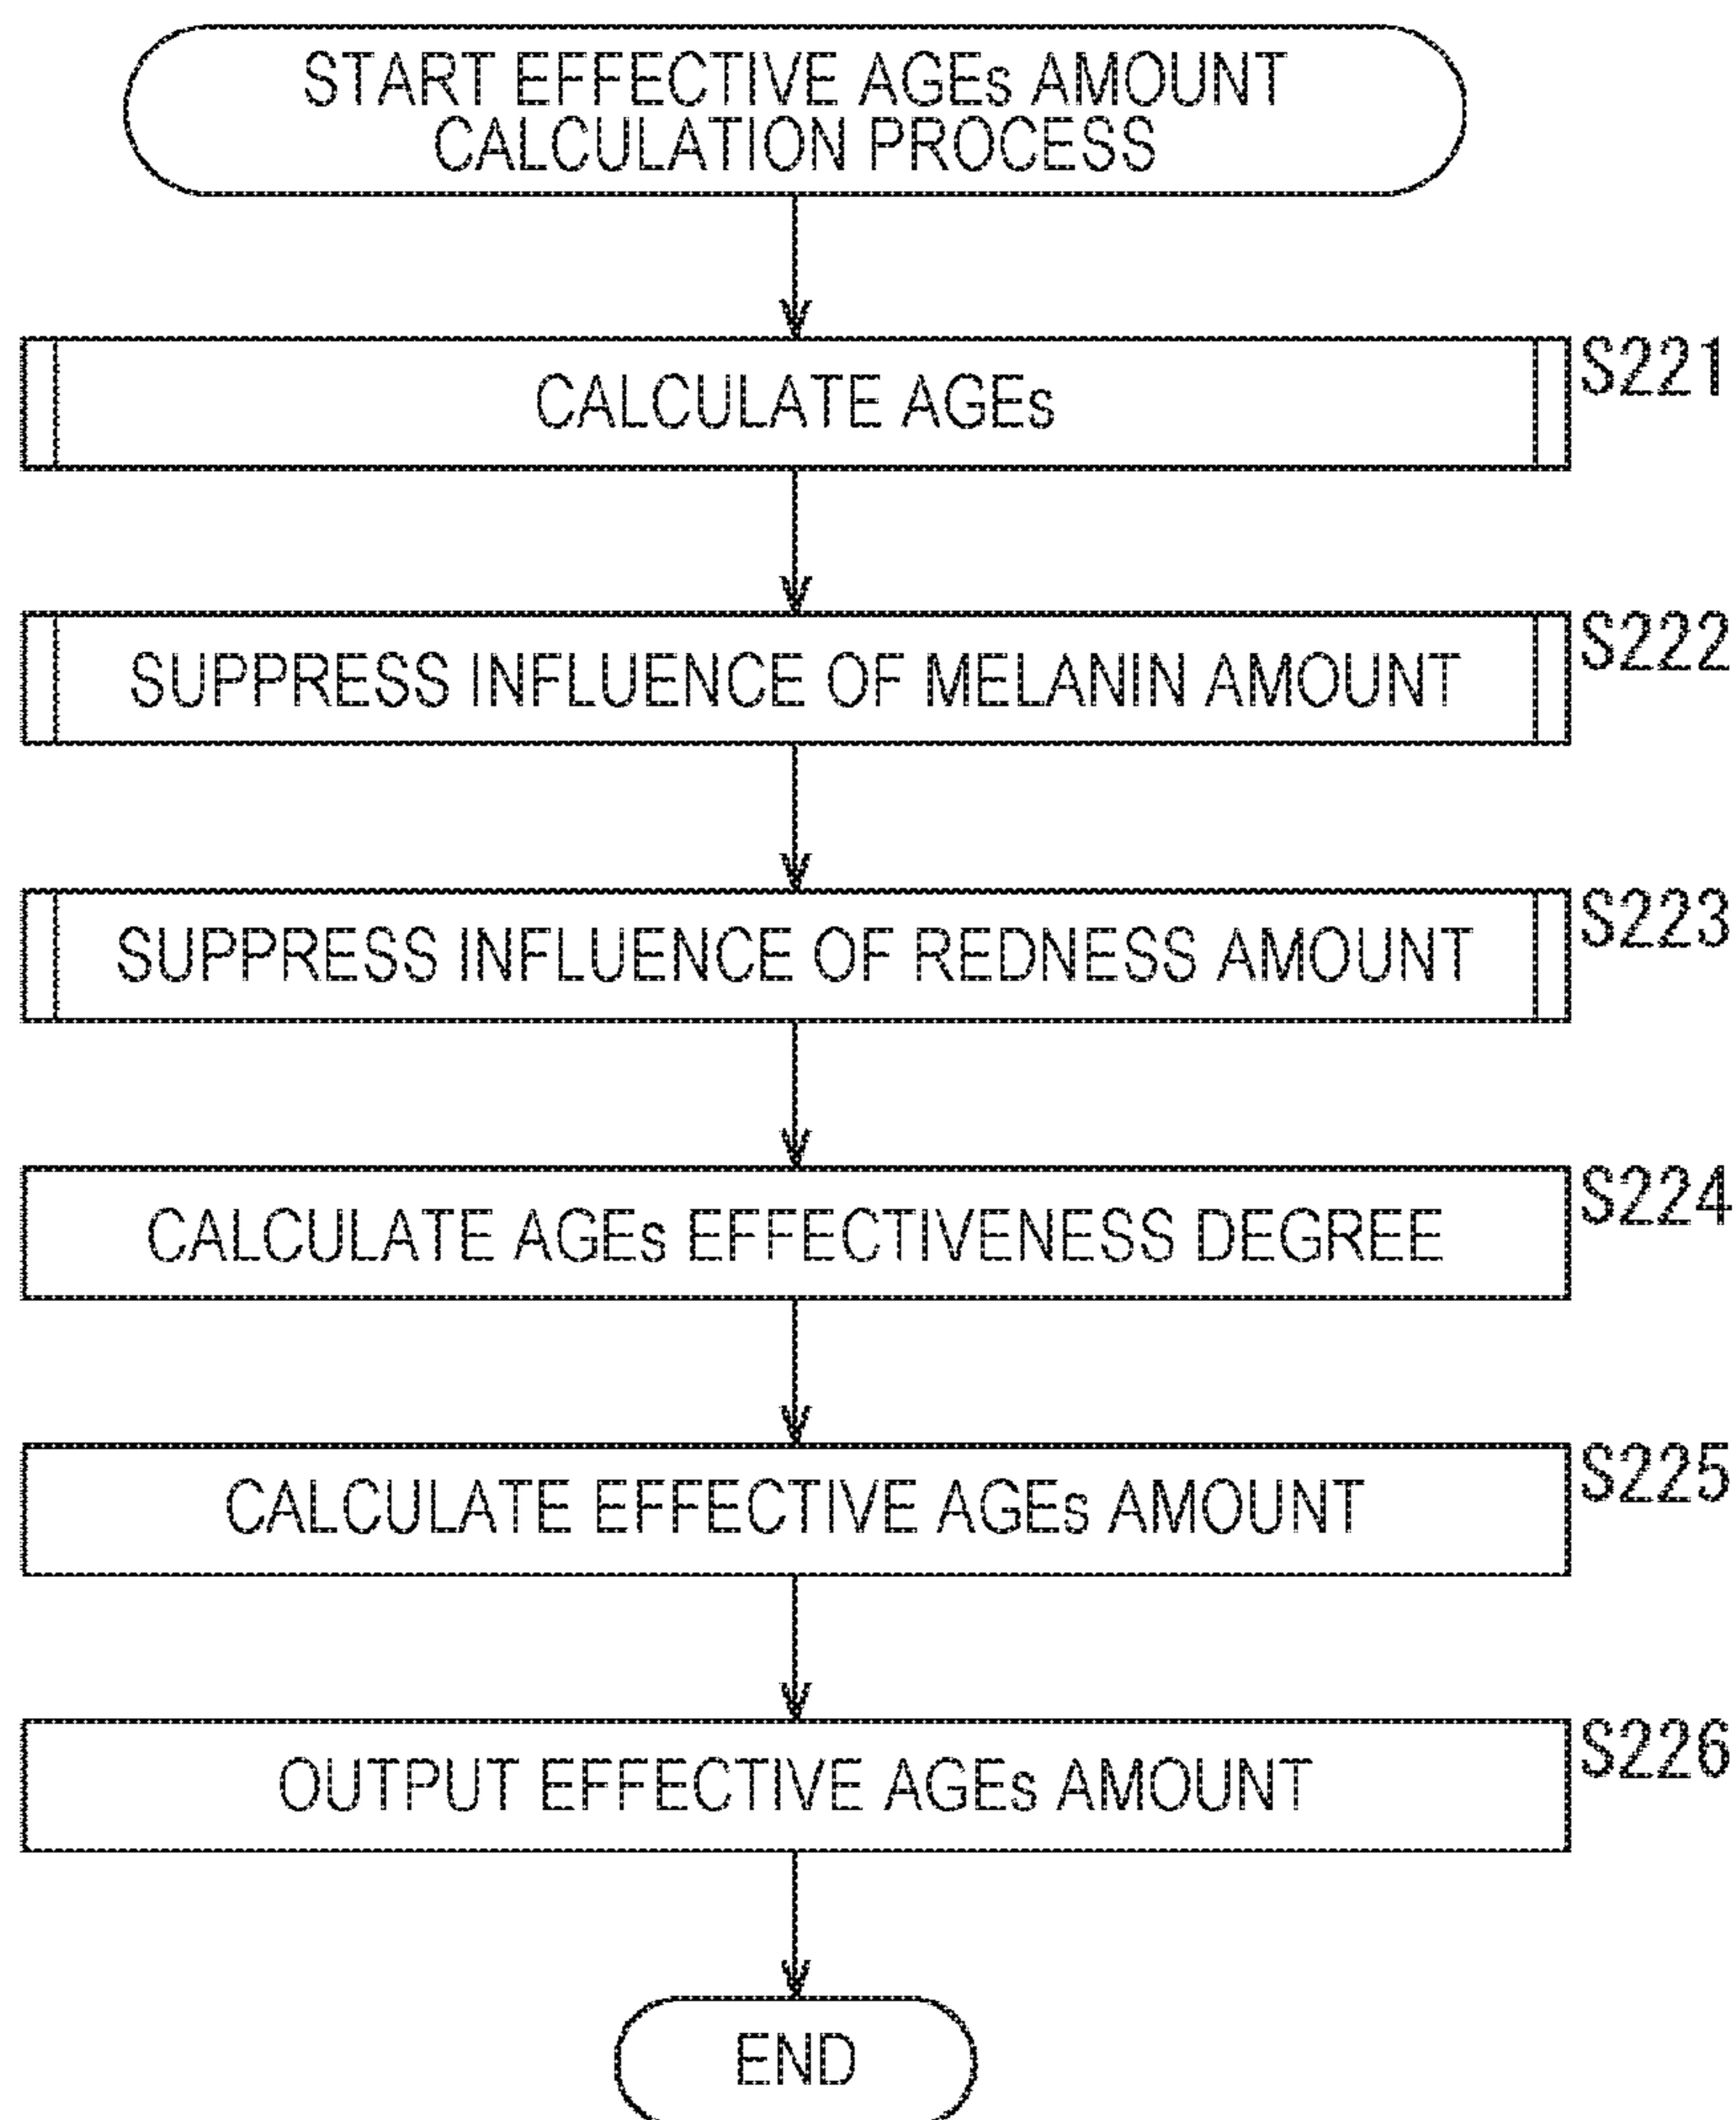 START EFFECTIVE AGEs AMOUNT
CALCULATION PROCESS
CALCULATE AGEs
S221
SUPPRESS INFLUENCE OF MELANIN AMOUNT
S222
SUPPRESS INFLUENCE OF REDNESS AMOUNT
S223
CALCULATE AGEs EFFECTIVENESS DEGREE
S224
CALCULATE EFFECTIVE AGEs AMOUNT
S225
OUTPUT EFFECTIVE AGEs AMOUNT
S226
END